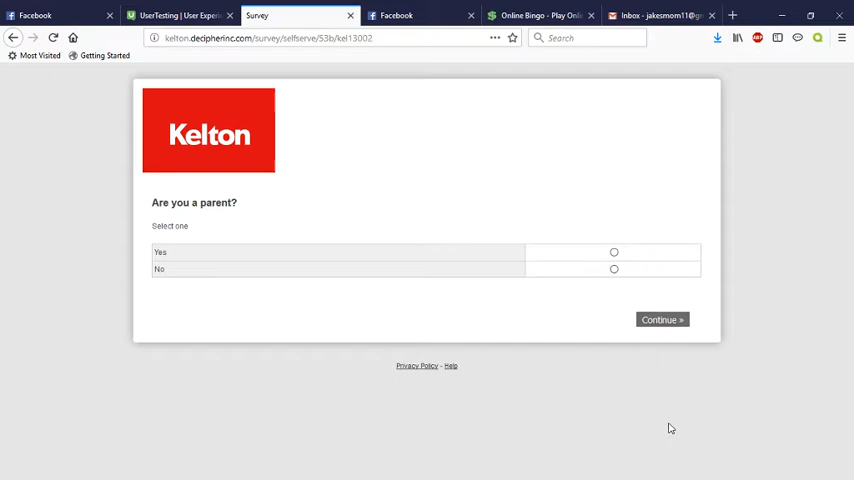 Facebook
UserTesting | User Experi
Survey
Facebook
Online Bingo - Play Onli
Inbox - jakesmom11@g
kelton.decipherinc.com/survey/selfserve/53b/kel13002
Search
ABP
Most Visited
Getting Started
Kelton
Are you a parent?
Select one
Yes
No
Continue »
Privacy Policy - Help